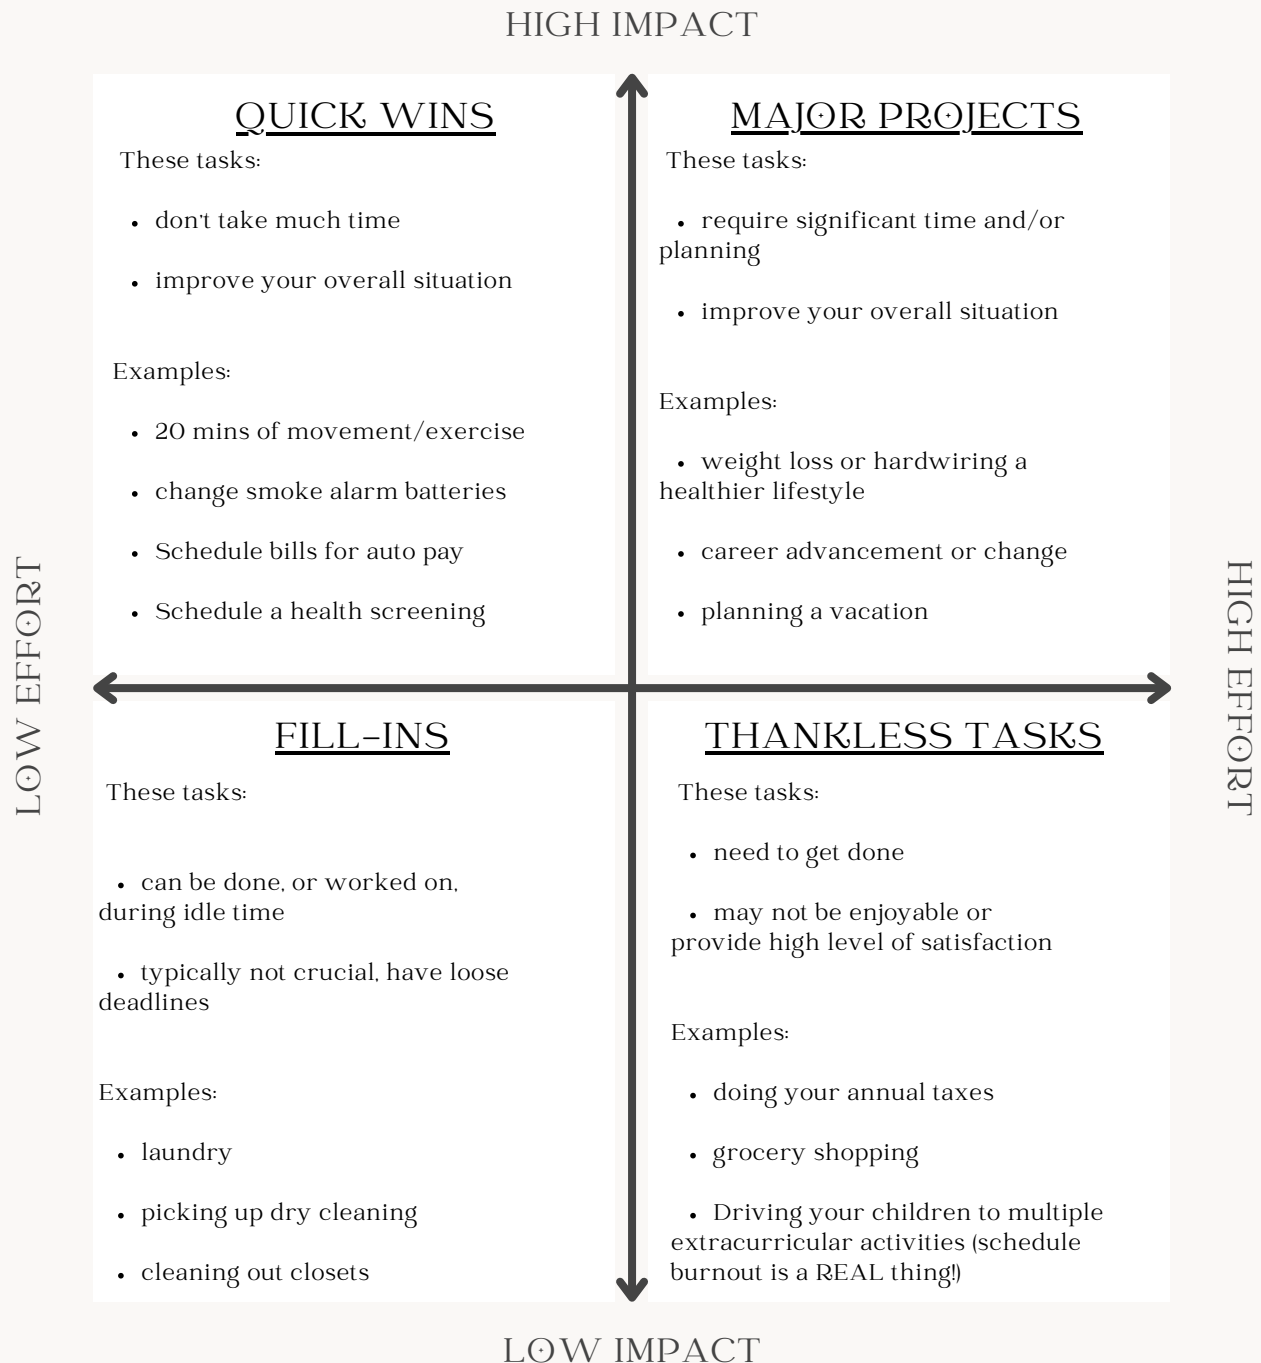 HIGH IMPACT
QUICK WINS
These tasks:
• don't take much time
• improve your overall situation
Examples:
• 20 mins of movement/exercise
• change smoke alarm batteries
• Schedule bills for auto pay
• Schedule a health screening
MAJOR PROJECTS
These tasks:
• require significant time and/or
planning
• improve your overall situation
Examples:
• weight loss or hardwiring a
healthier lifestyle
• career advancement or change
• planning a vacation
LOW EFFORT
HIGH EFFORT
FILL-INS
These tasks:
• can be done, or worked on,
during idle time
• typically not crucial, have loose
deadlines
Examples:
• laundry
• picking up dry cleaning
• cleaning out closets
THANKLESS TASKS
These tasks:
• need to get done
• may not be enjoyable or
provide high level of satisfaction
Examples:
• doing your annual taxes
• grocery shopping
• Driving your children to multiple
extracurricular activities (schedule
burnout is a REAL thing!)
LOW IMPACT